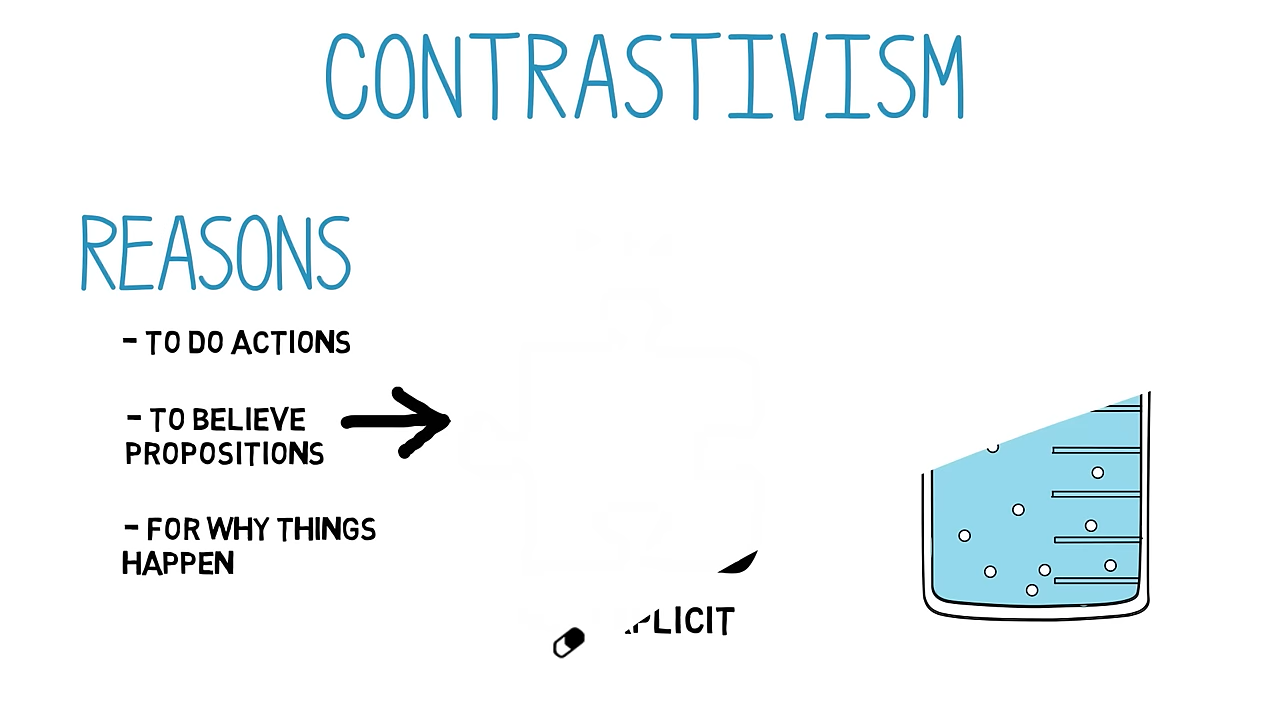 CONTRASTIVISM
REASONS
- TO DO ACTIONS
- TO BELIEVE
PROPOSITIONS
- FOR WHY THINGS
HAPPEN